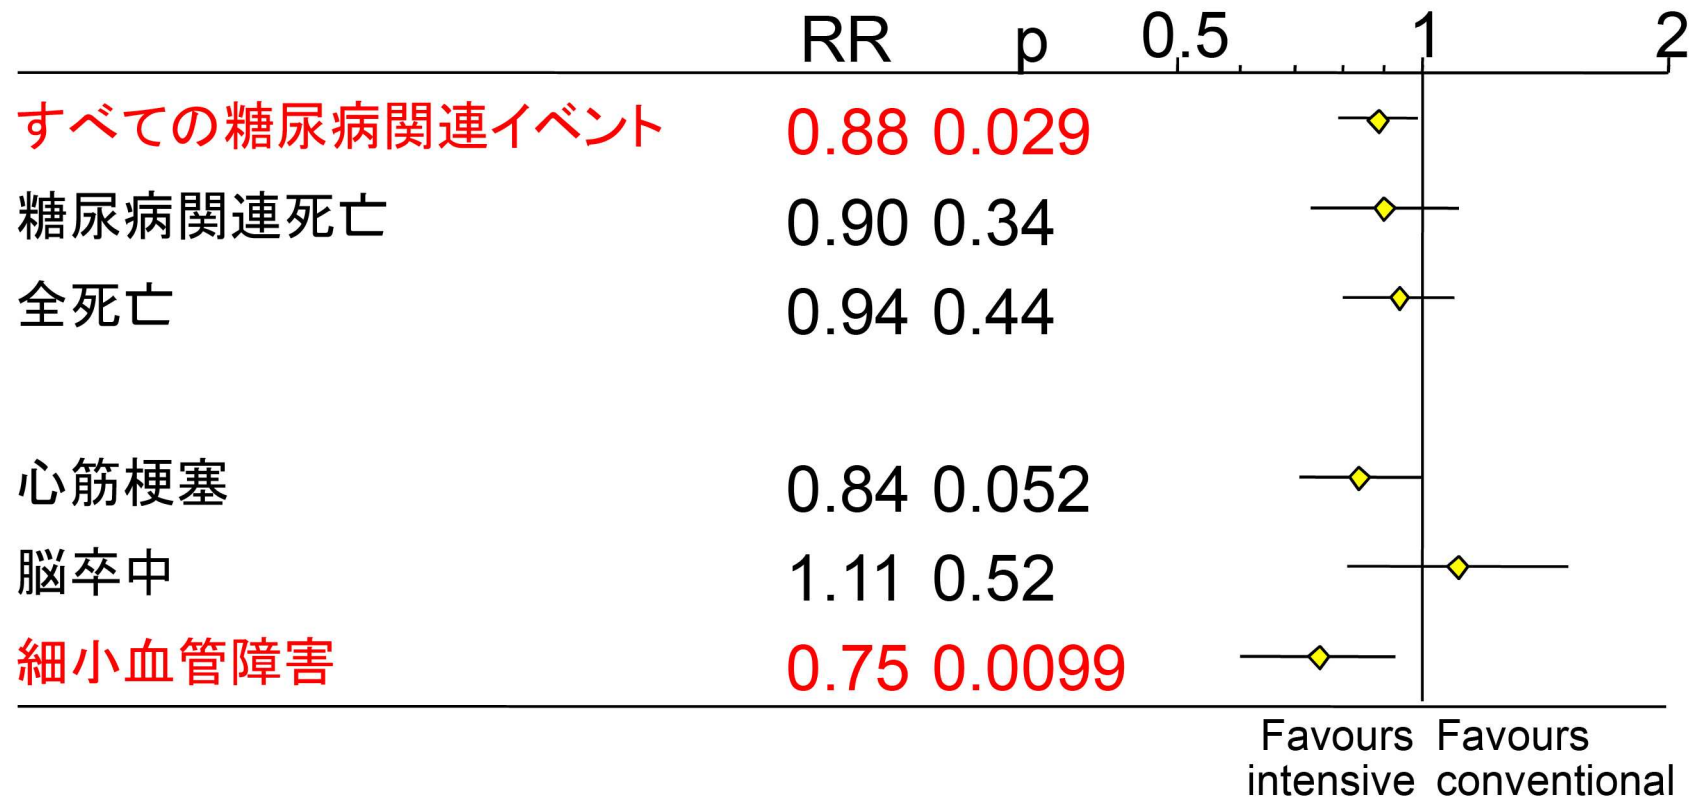 RR p 0.5 1 2
すべての糖尿病関連イベント 0.88 0.029
糖尿病関連死亡 0.90 0.34
全死亡 0.94 0.44
心筋梗塞 0.84 0.052
脳卒中 1.11 0.52
細小血管障害 0.75 0.0099
Favours Favours
intensive conventional